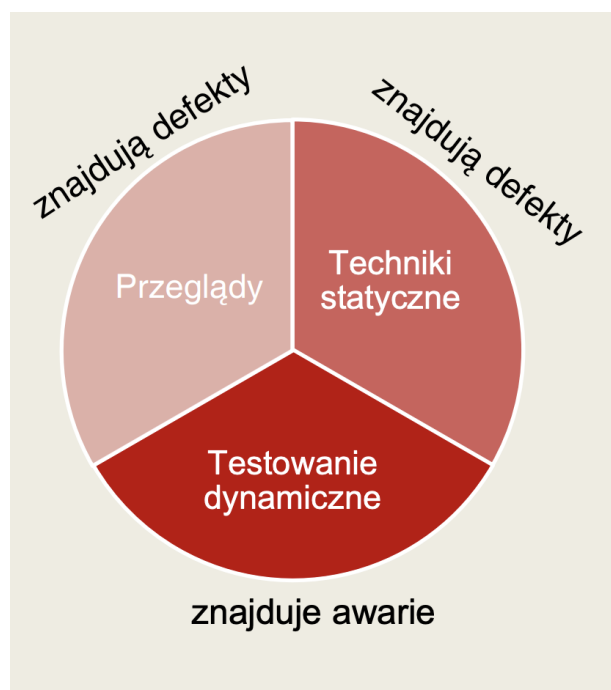 znajdują defekty
znajdują defekty
Przeglądy
Techniki
statyczne
Testowanie
dynamiczne
znajduje awarie